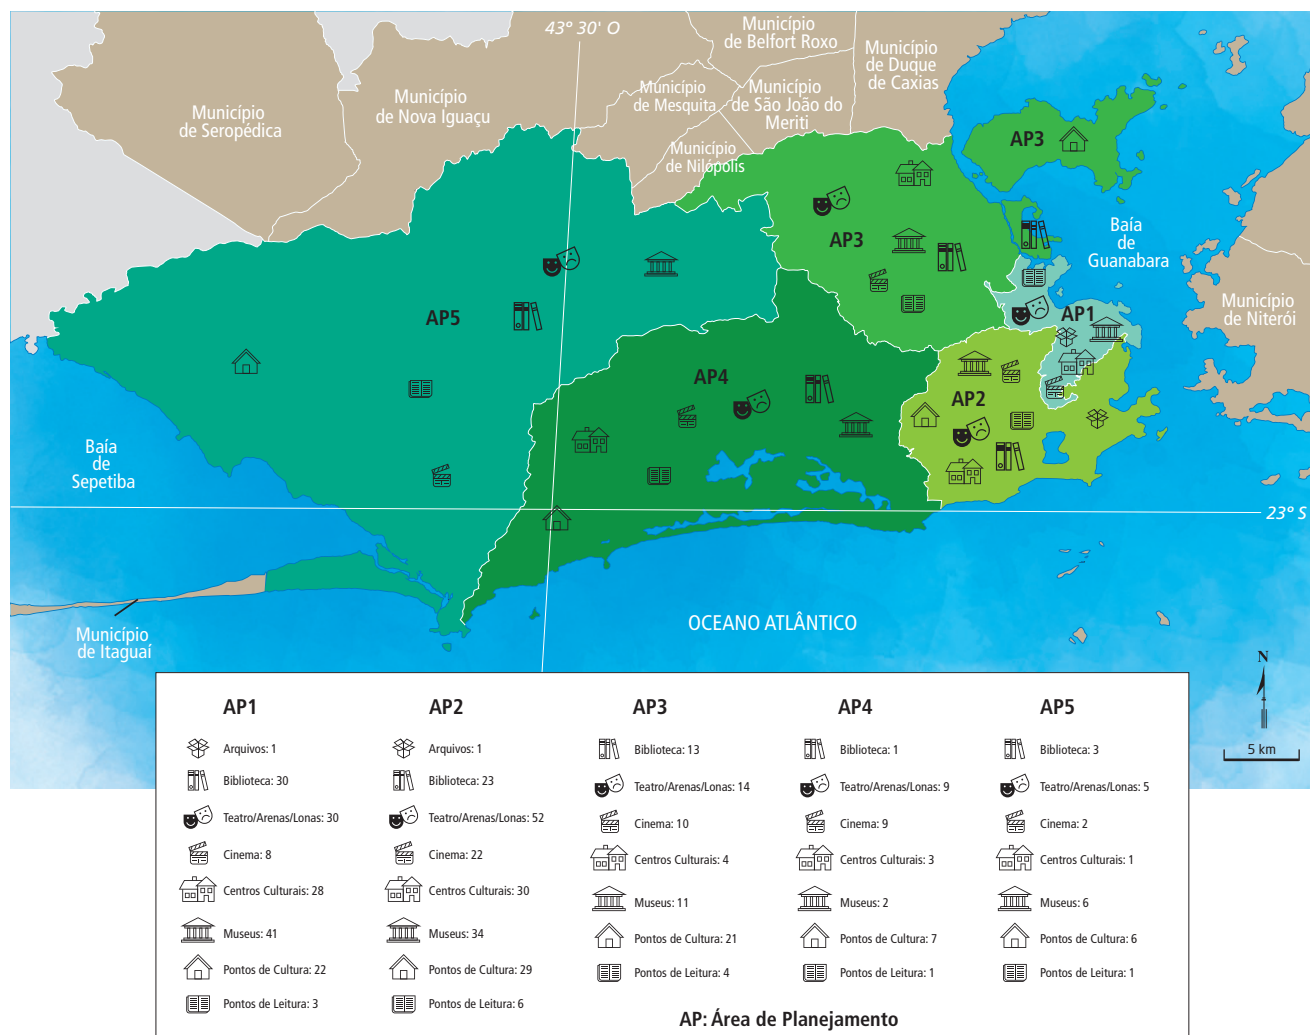 43º 30' O
Município
de Belfort Roxo
Município
de Duque
de Caxias
Município
de Seropédica
Município
de Nova Iguaçu
Município
de Mesquita
Município
de São João do
Meriti
Município
de Nilópolis
AP3
AP3
Baía
de
Guanabara
Município
de Niterói
AP5
AP1
AP4
AP2
Baía
de
Sepetiba
23º S
OCEANO ATLÂNTICO
Município
de Itaguaí
N
5 km
AP1
Arquivos: 1
Biblioteca: 30
Teatro/Arenas/Lonas: 30
Cinema: 8
Centros Culturais: 28
Museus: 41
Pontos de Cultura: 22
Pontos de Leitura: 3
AP2
Arquivos: 1
Biblioteca: 23
Teatro/Arenas/Lonas: 52
Cinema: 22
Centros Culturais: 30
Museus: 34
Pontos de Cultura: 29
Pontos de Leitura: 6
AP3
Biblioteca: 13
Teatro/Arenas/Lonas: 14
Cinema: 10
Centros Culturais: 4
Museus: 11
Pontos de Cultura: 21
Pontos de Leitura: 4
AP4
Biblioteca: 1
Teatro/Arenas/Lonas: 9
Cinema: 9
Centros Culturais: 3
Museus: 2
Pontos de Cultura: 7
Pontos de Leitura: 1
AP5
Biblioteca: 3
Teatro/Arenas/Lonas: 5
Cinema: 2
Centros Culturais: 1
Museus: 6
Pontos de Cultura: 6
Pontos de Leitura: 1
AP: Área de Planejamento